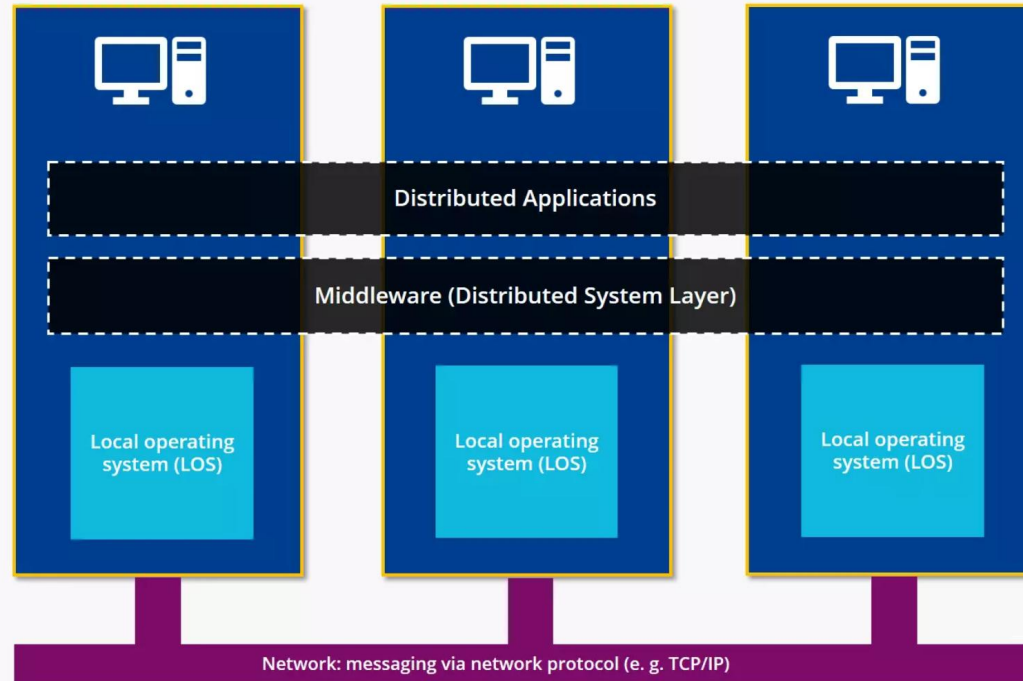 Distributed Applications
Middleware (Distributed System Layer)
Local operating
system (LOS)
Local operating
system (LOS)
Local operating
system (LOS)
Network: messaging via network protocol (e. g. TCP/IP)